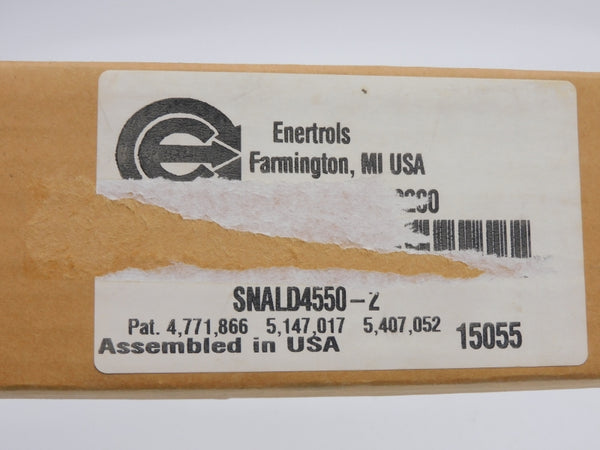 Enertrols
Farmington, MI USA
SNALD4550-2
Pat. 4,771,866 5,147,017 5,407,052
Assembled in USA 15055